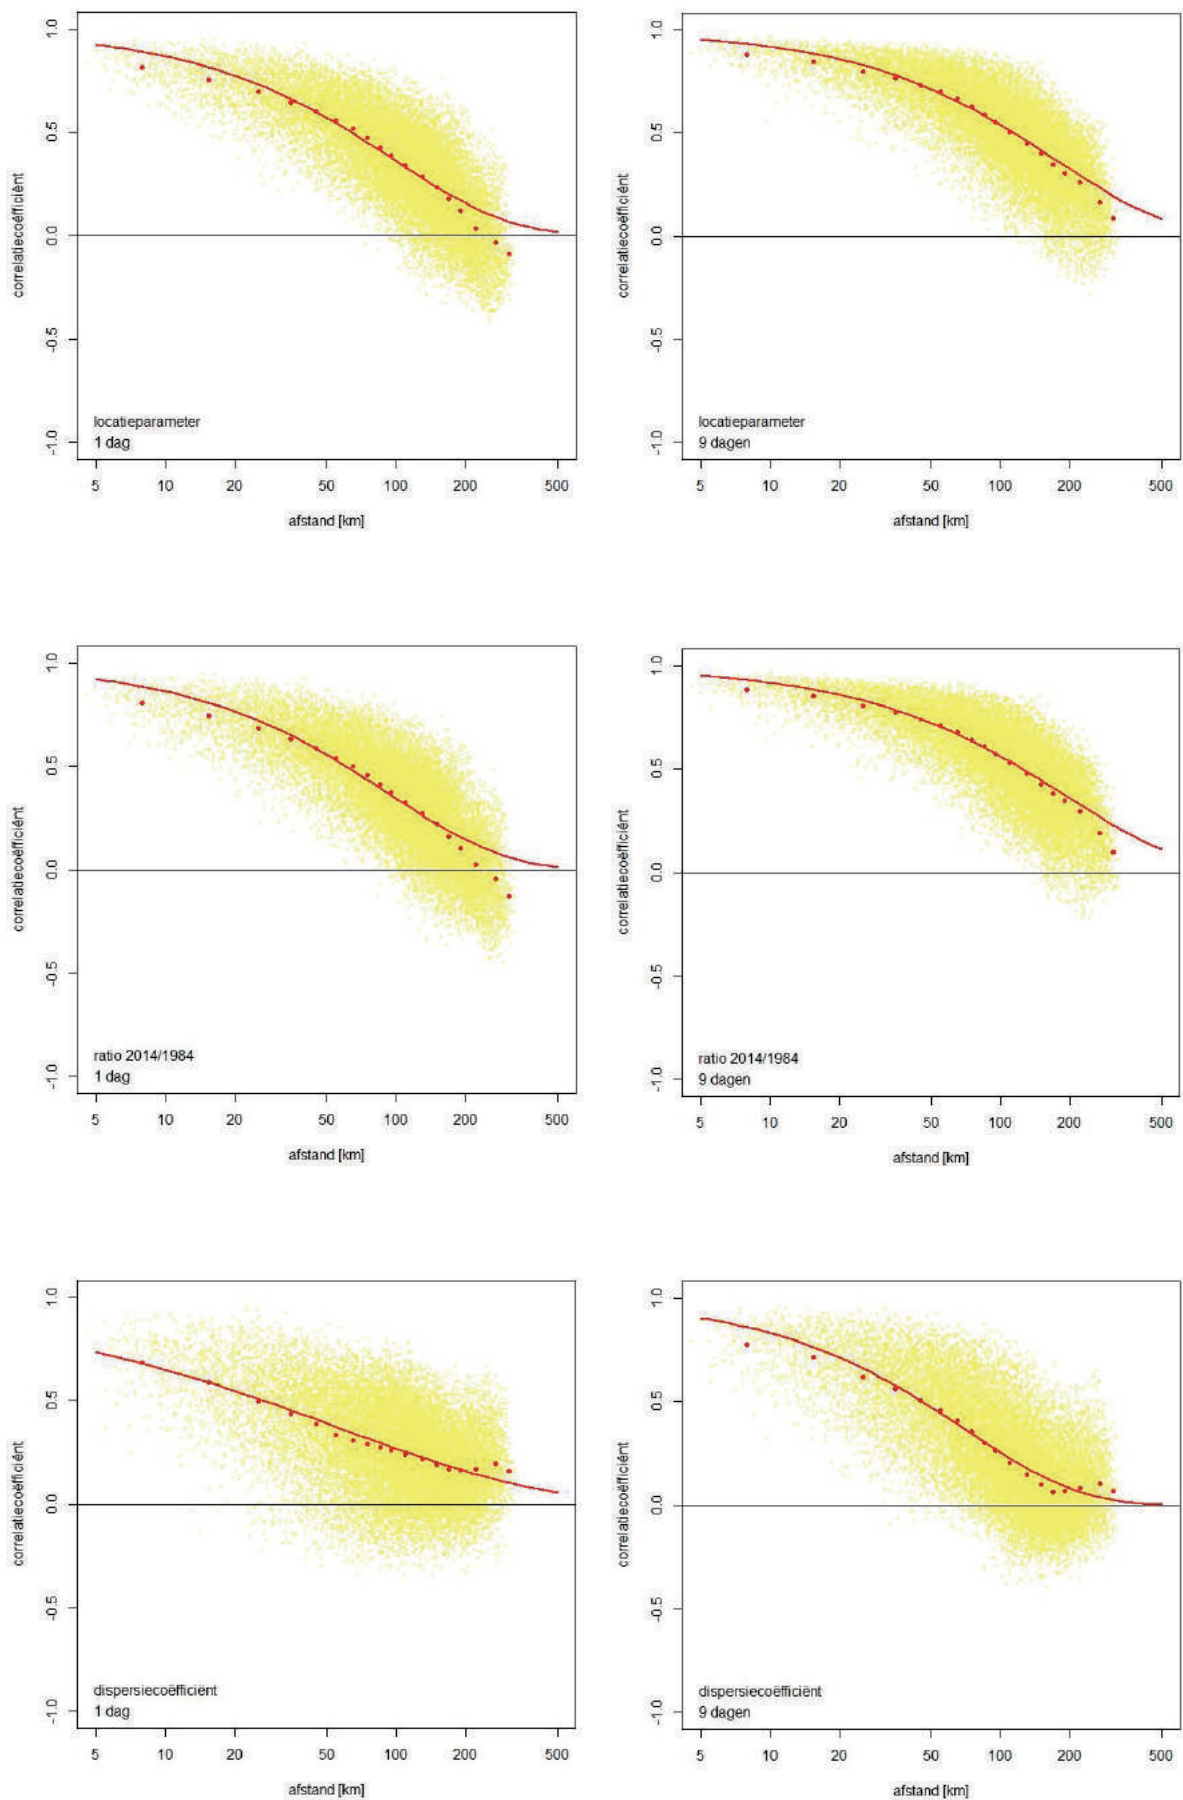 1.0
0.5
0.0
-0.5
-1.0
correlatiecoëfficiënt
locatieparameter
1 dag
5 10 20 50 100 200 500
afstand [km]
1.0
0.5
0.0
-0.5
-1.0
correlatiecoëfficiënt
locatieparameter
9 dagen
5 10 20 50 100 200 500
afstand [km]
1.0
0.5
0.0
-0.5
-1.0
correlatiecoëfficiënt
ratio 2014/1984
1 dag
5 10 20 50 100 200 500
afstand [km]
1.0
0.5
0.0
-0.5
-1.0
correlatiecoëfficiënt
ratio 2014/1984
9 dagen
5 10 20 50 100 200 500
afstand [km]
1.0
0.5
0.0
-0.5
-1.0
correlatiecoëfficiënt
dispersiecoëfficiënt
1 dag
5 10 20 50 100 200 500
afstand [km]
1.0
0.5
0.0
-0.5
-1.0
correlatiecoëfficiënt
dispersiecoëfficiënt
9 dagen
5 10 20 50 100 200 500
afstand [km]